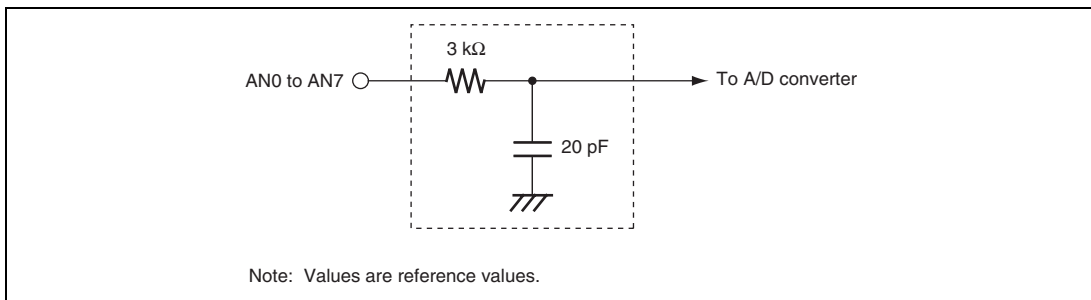 3 kΩ
AN0 to AN7
To A/D converter
20 pF
Note: Values are reference values.